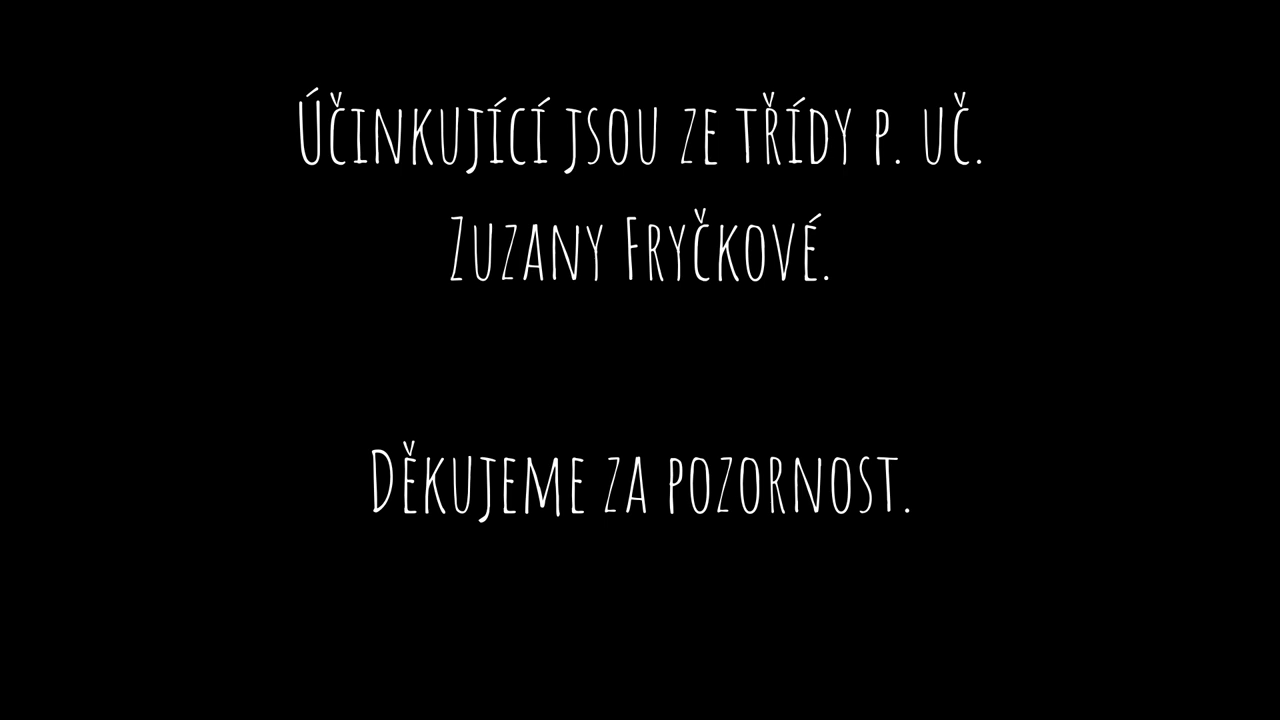 Účinkující jsou ze třídy p. uč.
Zuzany Fryčkové.
Děkujeme za pozornost.